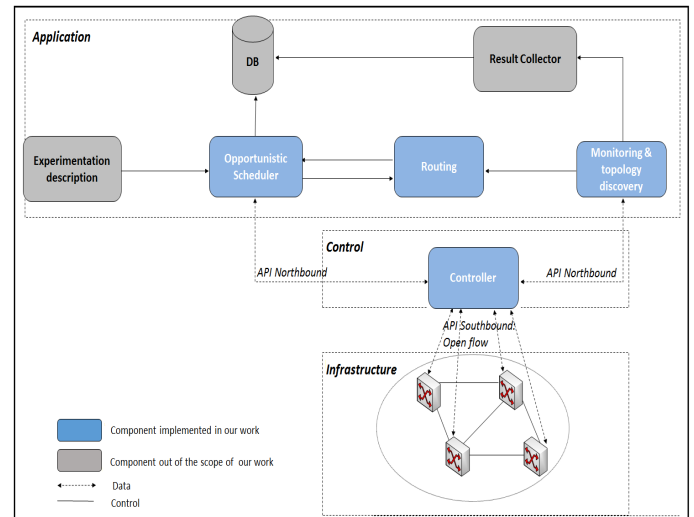 Application
DB
Result Collector
Experimentation
description
Opportunistic
Scheduler
Routing
Monitoring &
topology
discovery
Control
API Northbound
Controller
API Northbound
API Southbound:
Open flow
Infrastructure
Component implemented in our work
Component out of the scope of our work
Data
Control